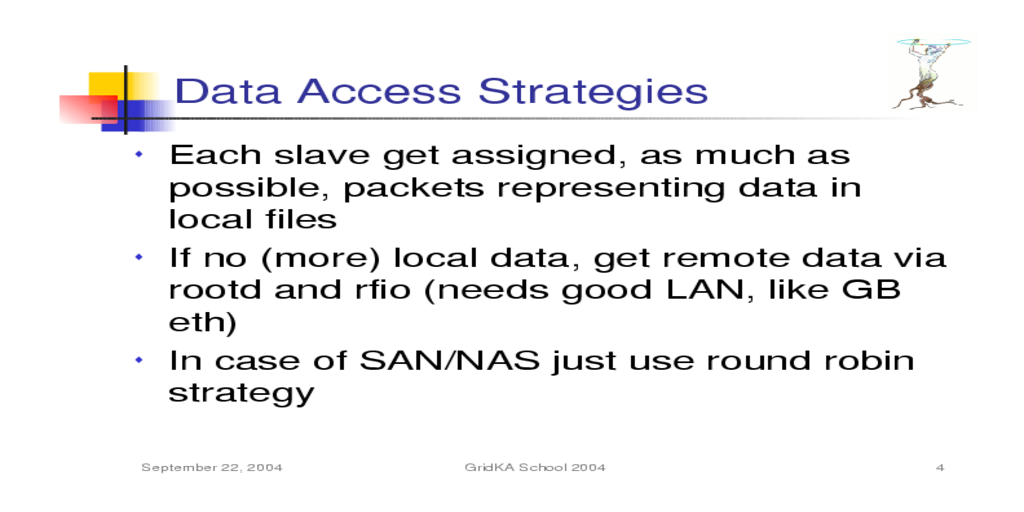 Data Access Strategies
Each slave get assigned, as much as
possible, packets representing data in
local files
If no (more) local data, get remote data via
rootd and rfio (needs good LAN, like GB
eth)
In case of SAN/NAS just use round robin
strategy
September 22, 2004 GridKA School 2004 4